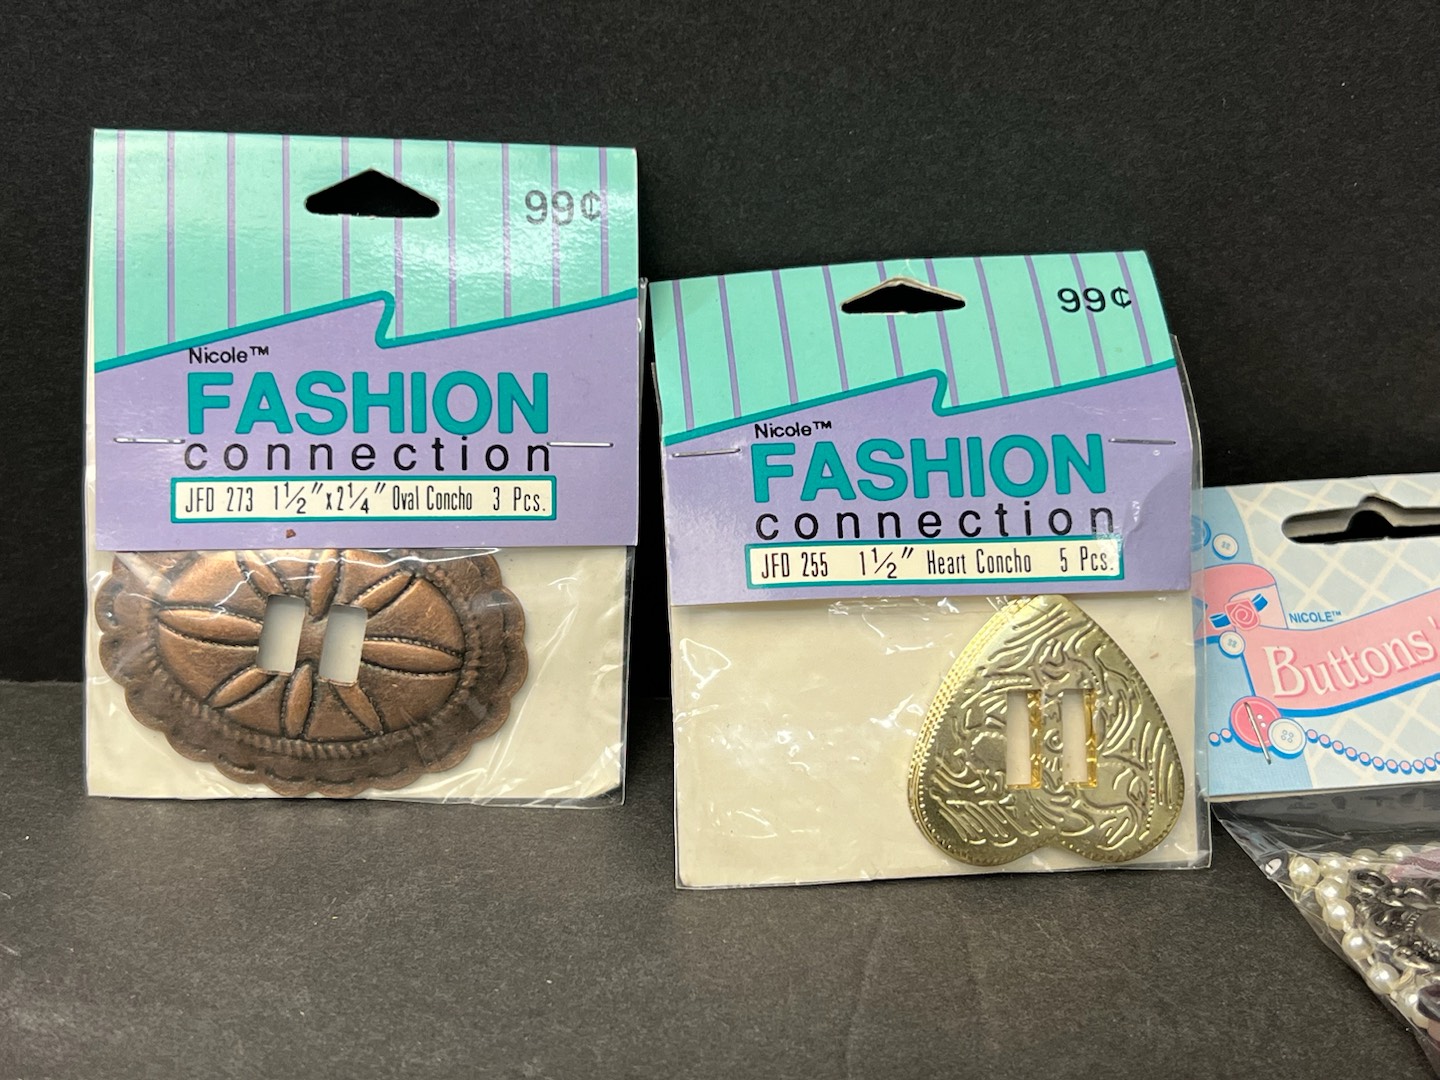 99¢
Nicole™
FASHION
connection
JFD 273 1½" x 2¼" Oval Concho 3 Pcs.
99¢
Nicole™
FASHION
connection
JFD 255 1½" Heart Concho 5 Pcs.
NICOLE™
Buttons'